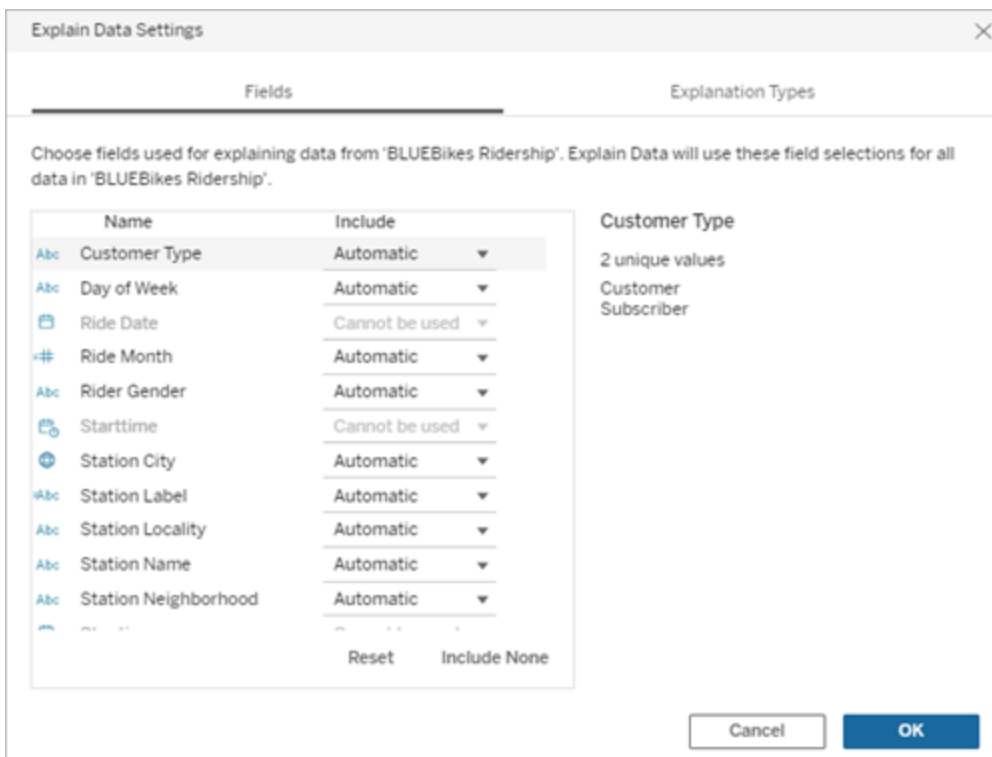 Explain Data Settings
Fields
Explanation Types
Choose fields used for explaining data from 'BLUEBikes Ridership'. Explain Data will use these field selections for all
data in 'BLUEBikes Ridership'.
Name Include
Abc Customer Type Automatic
Abc Day of Week Automatic
Ride Date Cannot be used
# Ride Month Automatic
Abc Rider Gender Automatic
Starttime Cannot be used
Station City Automatic
Abc Station Label Automatic
Abc Station Locality Automatic
Abc Station Name Automatic
Abc Station Neighborhood Automatic
Reset Include None
Customer Type
2 unique values
Customer
Subscriber
Cancel
OK